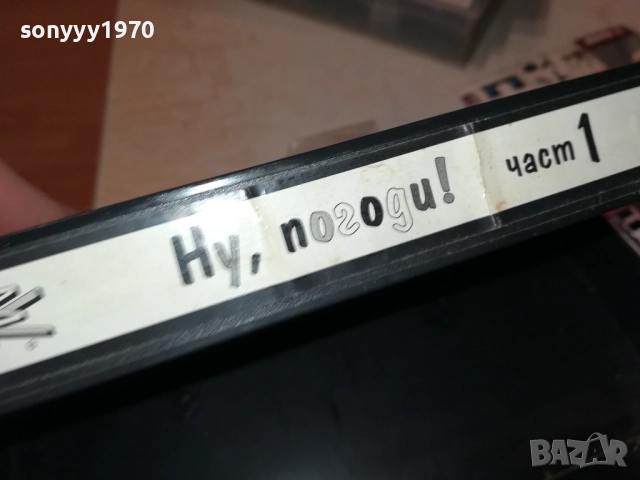 sonyyy1970
Ну, погоди! част 1
BAZAR